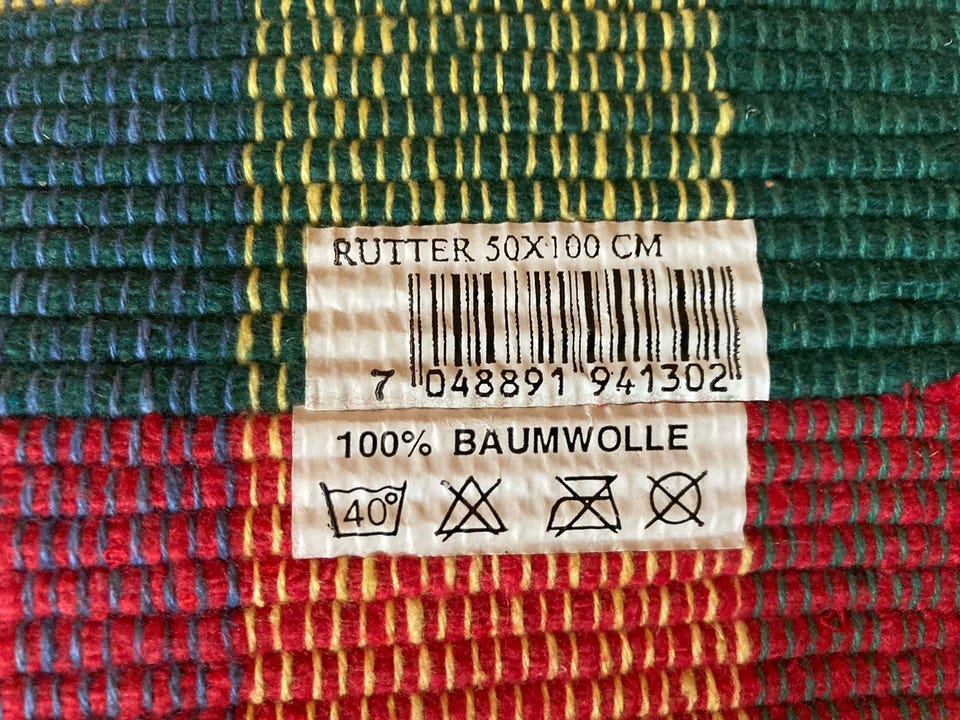 RUTTER 50X100 CM
7 048891 941302
100% BAUMWOLLE
40°